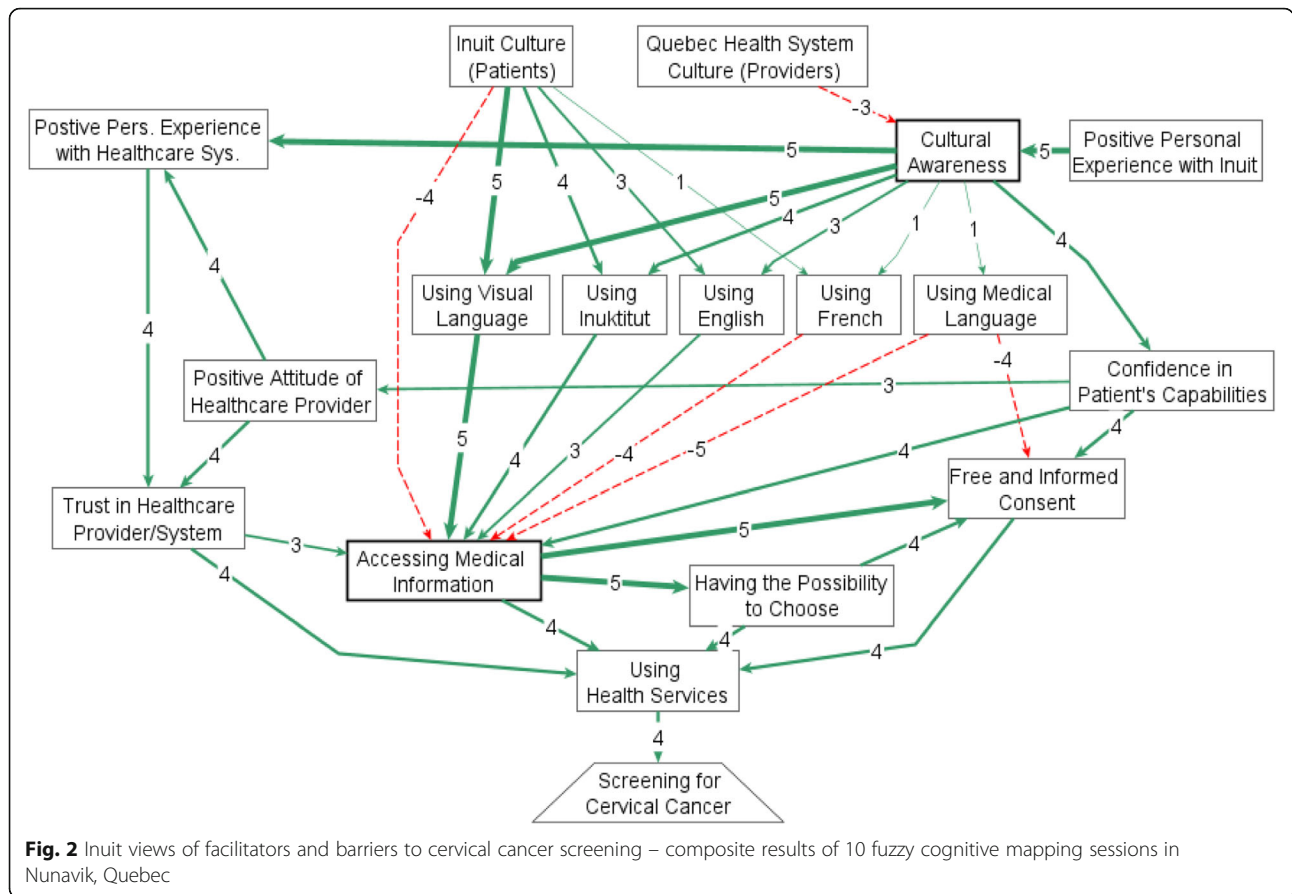 Inuit Culture
(Patients)
Quebec Health System
Culture (Providers)
-3
Postive Pers. Experience
with Healthcare Sys.
5
Cultural
Awareness
5
Positive Personal
Experience with Inuit
-4
5
4
3
1
5
4
3
1
1
4
4
4
Using Visual
Language
Using
Inuktitut
Using
English
Using
French
Using Medical
Language
Positive Attitude of
Healthcare Provider
3
-4
Confidence in
Patient's Capabilities
4
5
4
3
-4
-5
4
4
Free and Informed
Consent
Trust in Healthcare
Provider/System
3
Accessing Medical
Information
5
5
Having the Possibility
to Choose
4
4
4
4
4
Using
Health Services
4
Screening for
Cervical Cancer
Fig. 2 Inuit views of facilitators and barriers to cervical cancer screening – composite results of 10 fuzzy cognitive mapping sessions in
Nunavik, Quebec